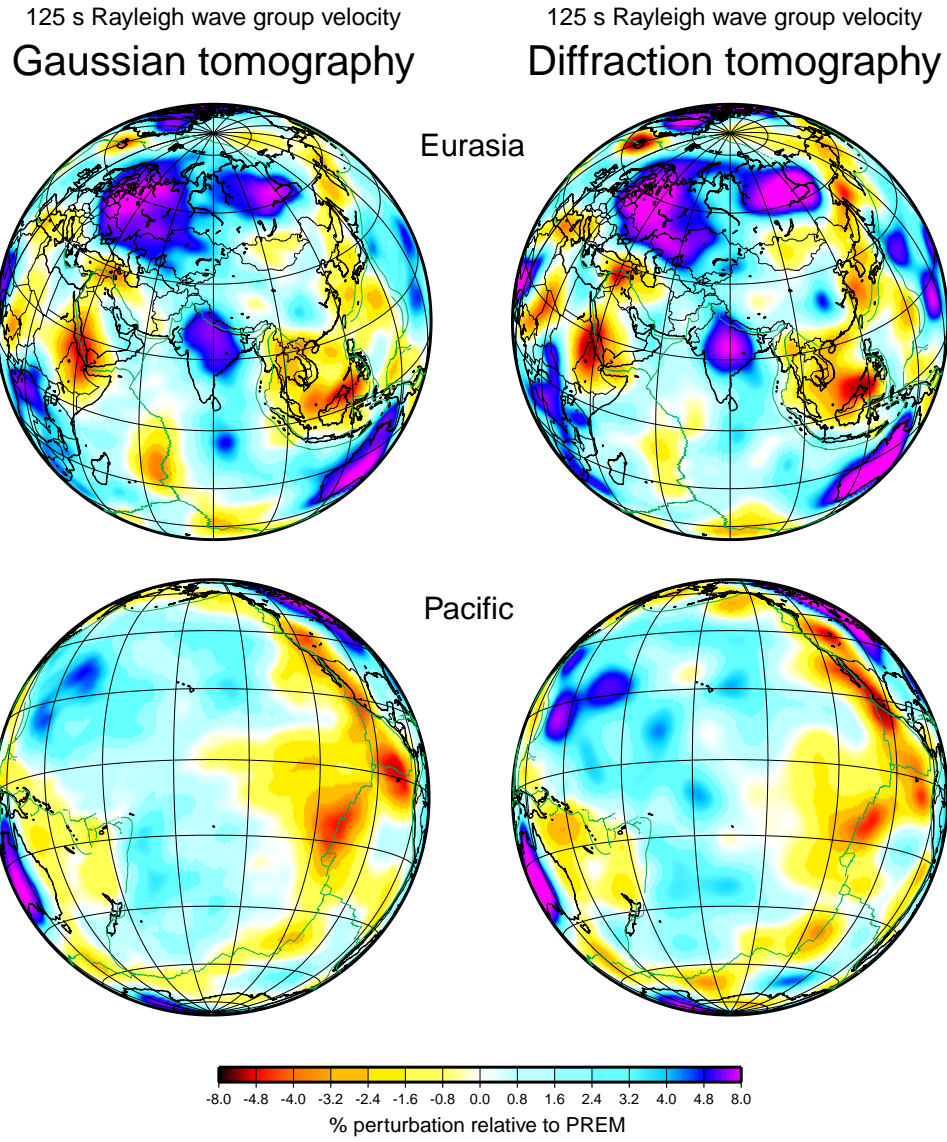 125 s Rayleigh wave group velocity
Gaussian tomography
125 s Rayleigh wave group velocity
Diffraction tomography
Eurasia
Pacific
-8.0 -4.8 -4.0 -3.2 -2.4 -1.6 -0.8 0.0 0.8 1.6 2.4 3.2 4.0 4.8 8.0
% perturbation relative to PREM